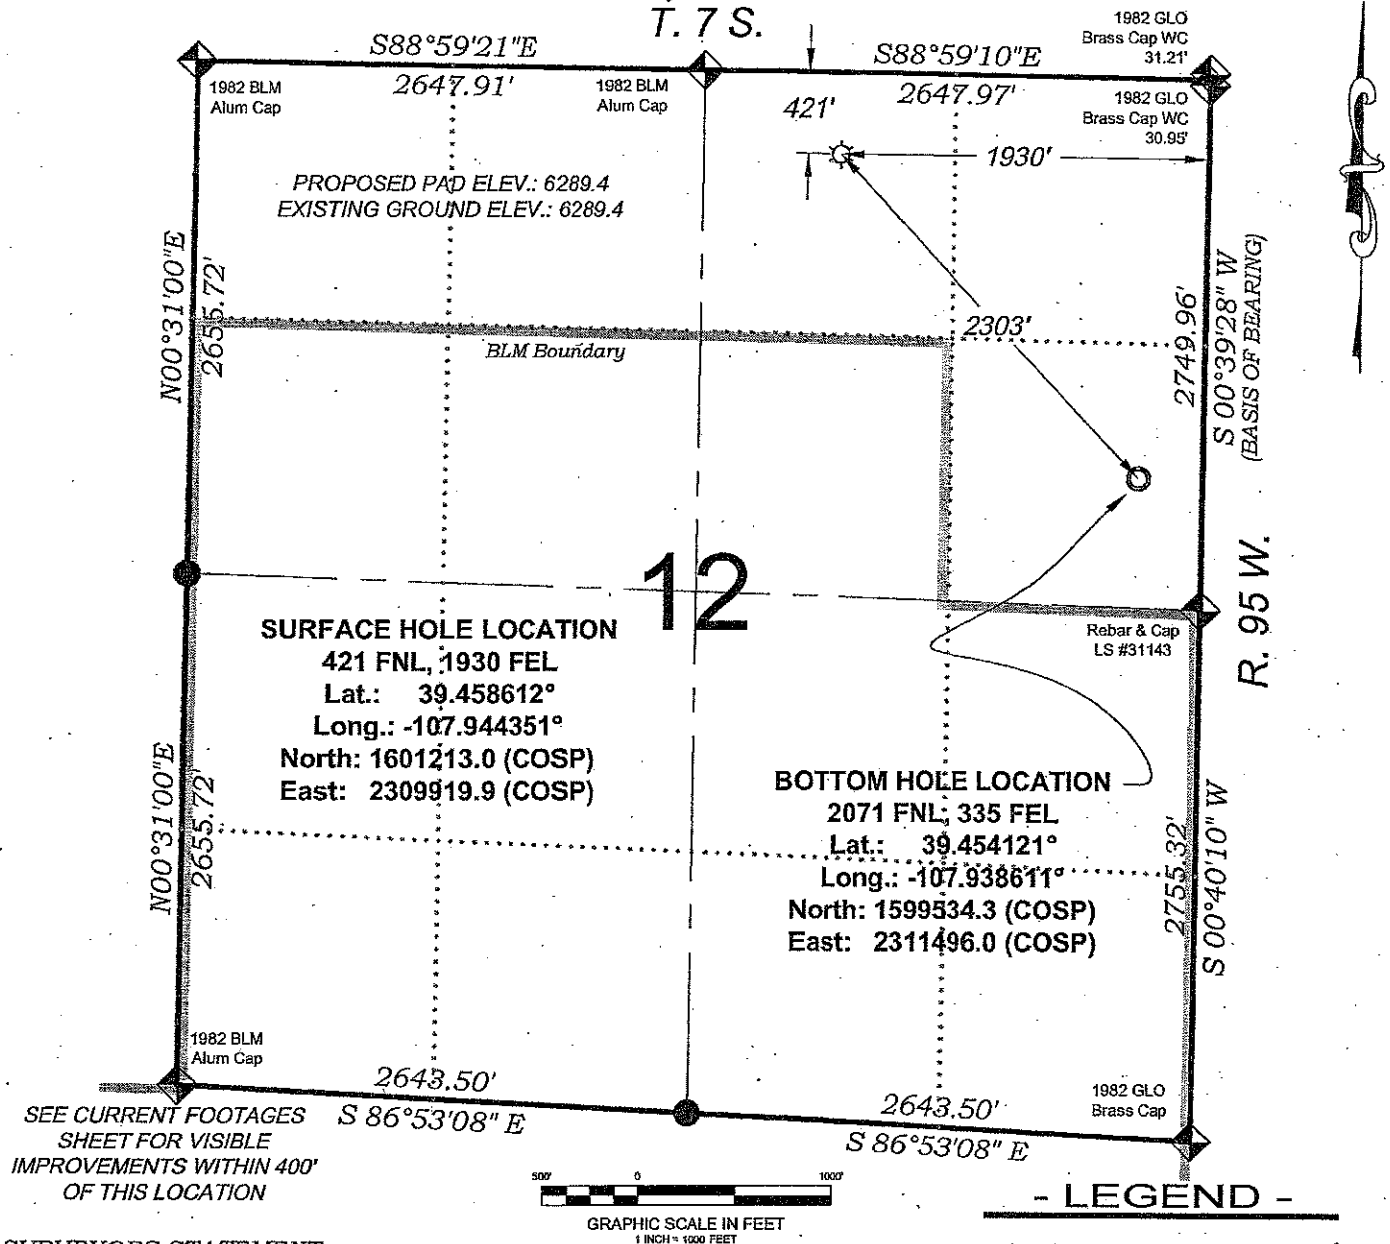 T. 7 S.
S88°59'21"E
2647.91'
S88°59'10"E
2647.97'
1982 GLO
Brass Cap WC
31.21'
1982 BLM
Alum Cap
1982 BLM
Alum Cap
1982 GLO
Brass Cap WC
30.95'
421'
1930'
PROPOSED PAD ELEV.: 6289.4
EXISTING GROUND ELEV.: 6289.4
N00°31'00"E
2655.72'
BLM Boundary
2303'
2749.96'
S 00°39'28" W
(BASIS OF BEARING)
12
R. 95 W.
Rebar & Cap
LS #31143
SURFACE HOLE LOCATION
421 FNL, 1930 FEL
Lat.: 39.458612°
Long.: -107.944351°
North: 1601213.0 (COSP)
East: 2309919.9 (COSP)
N00°31'00"E
2655.72'
BOTTOM HOLE LOCATION
2071 FNL, 335 FEL
Lat.: 39.454121°
Long.: -107.938611°
North: 1599534.3 (COSP)
East: 2311496.0 (COSP)
2755.32'
S 00°40'10" W
1982 BLM
Alum Cap
2643.50'
S 86°53'08" E
2643.50'
S 86°53'08" E
1982 GLO
Brass Cap
SEE CURRENT FOOTAGES
SHEET FOR VISIBLE
IMPROVEMENTS WITHIN 400'
OF THIS LOCATION
500' 0 1000'
GRAPHIC SCALE IN FEET
1 INCH = 1000 FEET
- LEGEND -
SURVEYORS STATEMENT